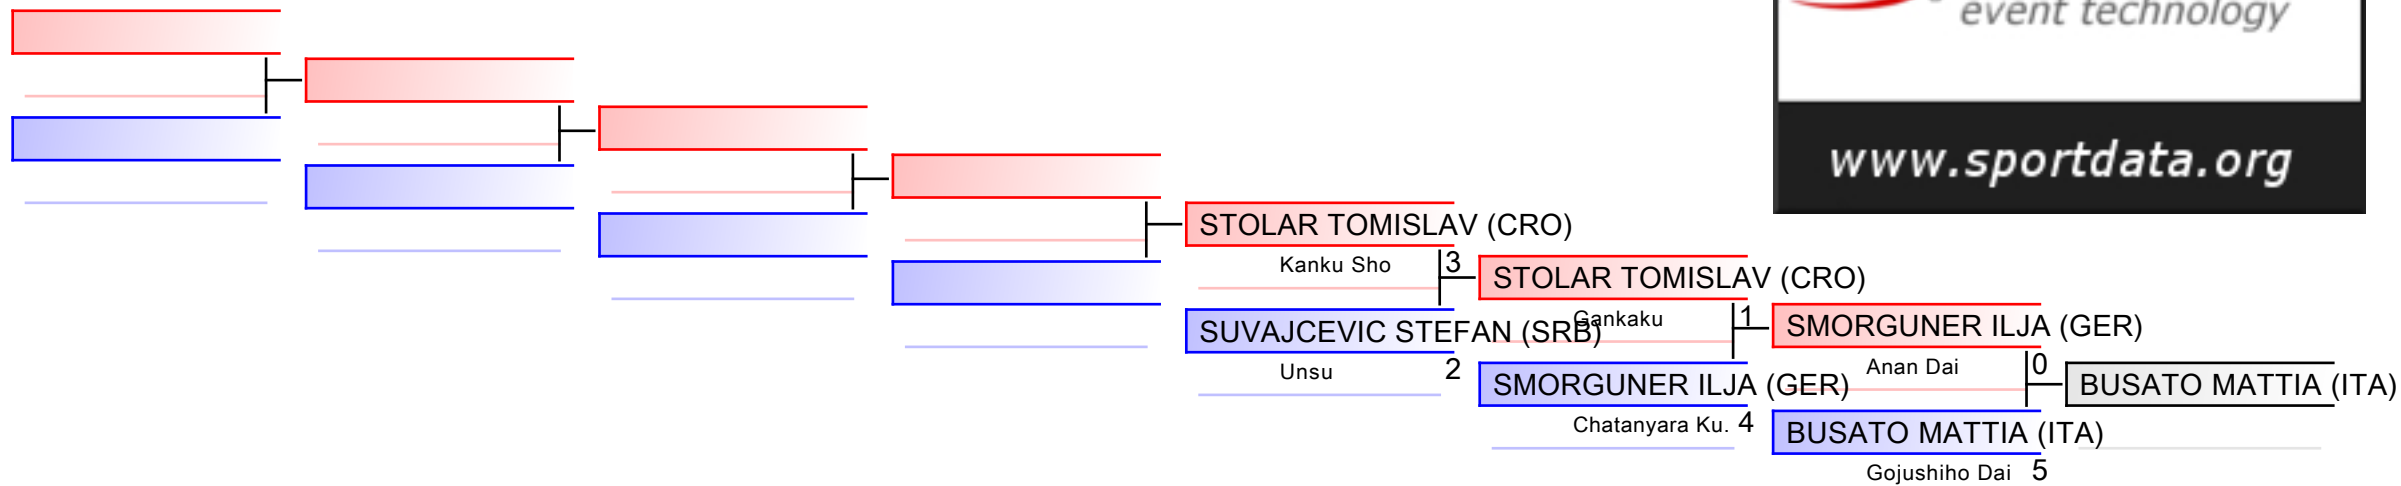 event technology
www.sportdata.org
STOLAR TOMISLAV (CRO)
Kanku Sho 3
SUVAJCEVIC STEFAN (SRB)
Unsu 2
STOLAR TOMISLAV (CRO)
Gankaku 1
SMORGUNER ILJA (GER)
Chatanyara Ku. 4
SMORGUNER ILJA (GER)
Anan Dai 0
BUSATO MATTIA (ITA)
Gojushiho Dai 5
BUSATO MATTIA (ITA)